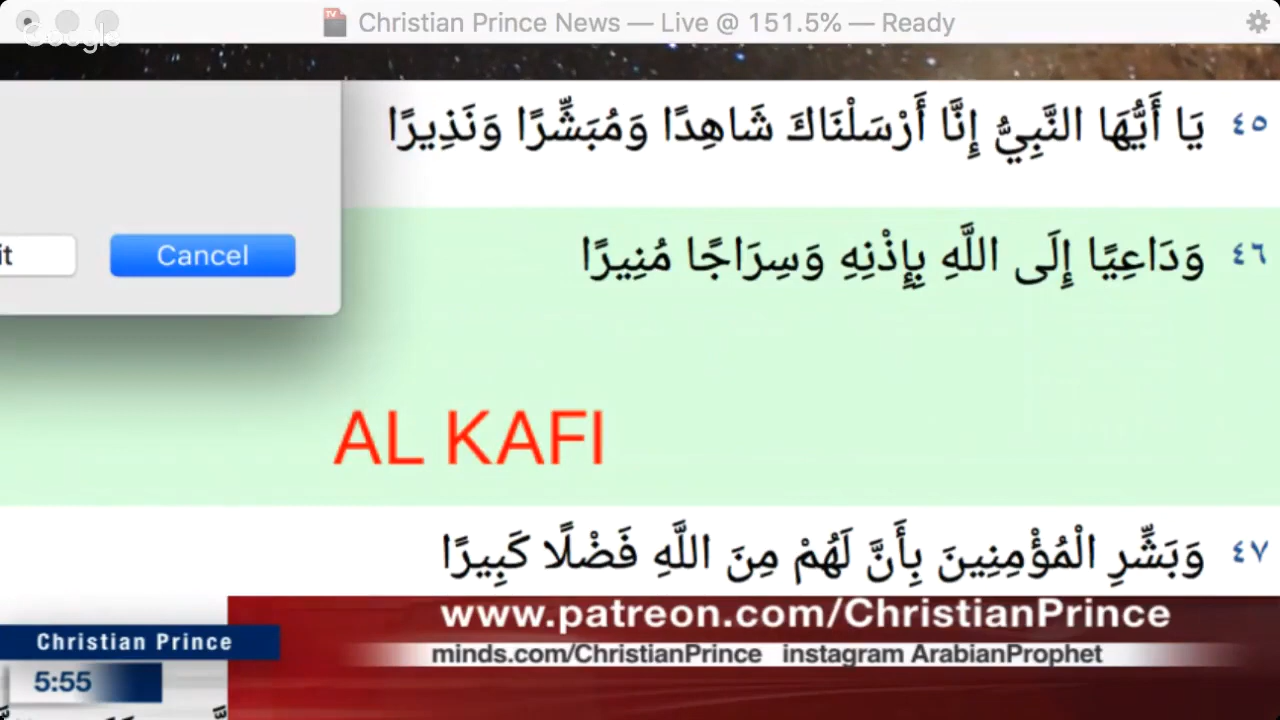 Christian Prince News — Live @ 151.5% — Ready
Google
٤٥ يَا أَيُّهَا النَّبِيُّ إِنَّا أَرْسَلْنَاكَ شَاهِدًا وَمُبَشِّرًا وَنَذِيرًا
Cancel
٤٦ وَدَاعِيًا إِلَى اللَّهِ بِإِذْنِهِ وَسِرَاجًا مُنِيرًا
AL KAFI
٤٧ وَبَشِّرِ الْمُؤْمِنِينَ بِأَنَّ لَهُمْ مِنَ اللَّهِ فَضْلًا كَبِيرًا
www.patreon.com/ChristianPrince
Christian Prince
minds.com/ChristianPrince instagram ArabianProphet
5:55